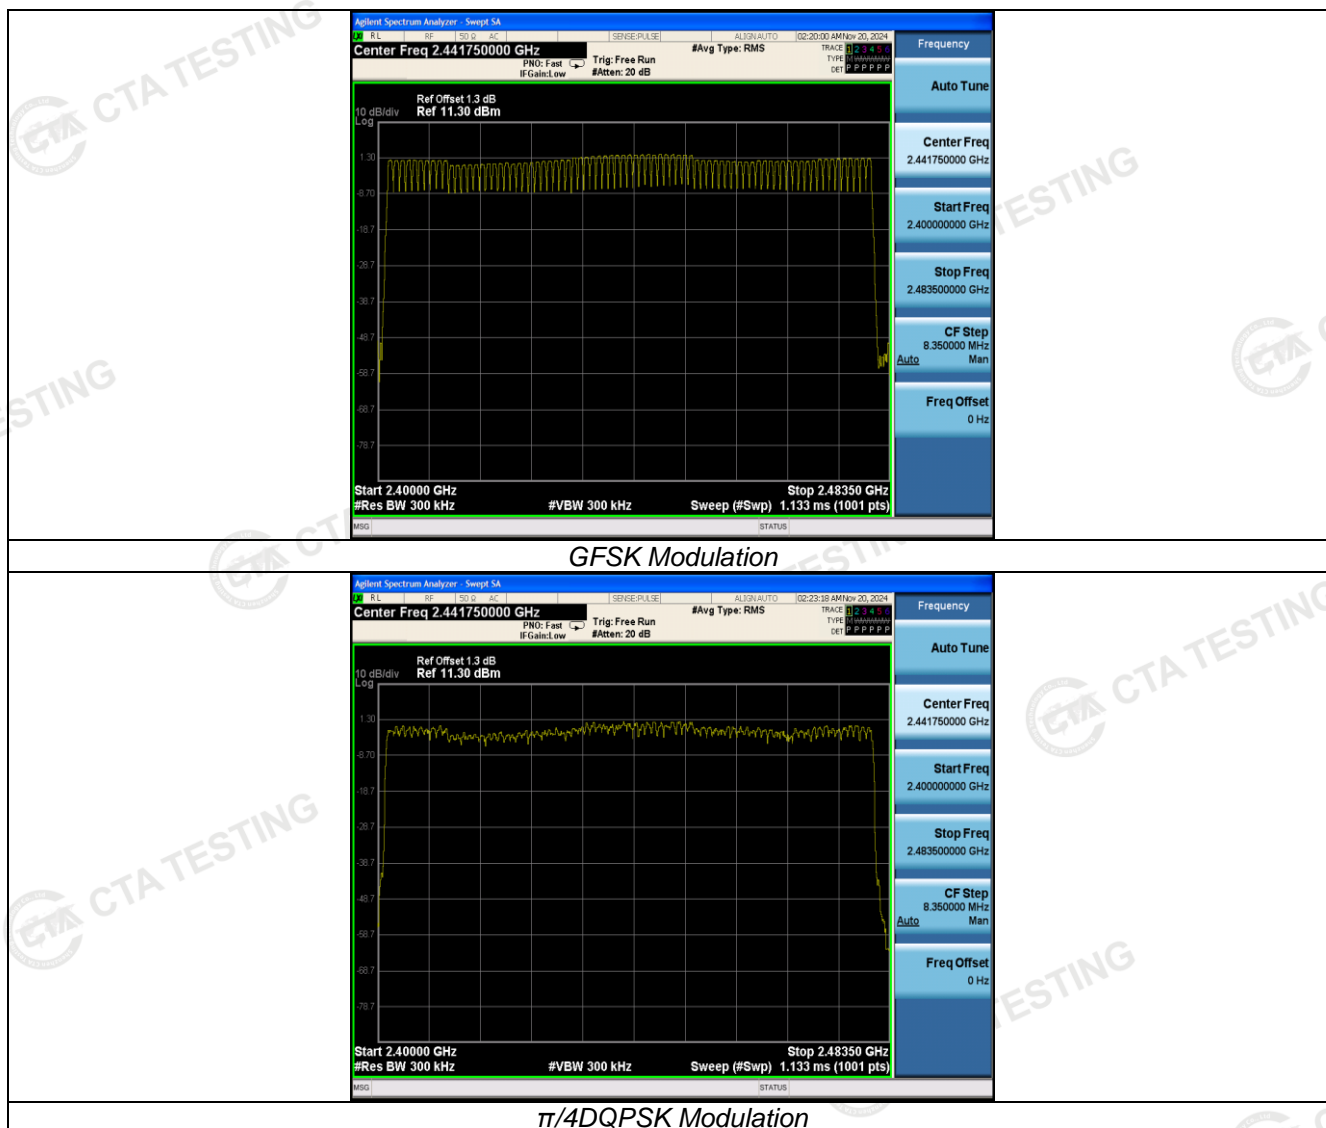 CTA TESTING
Agilent Spectrum Analyzer - Swept SA
RL RF 50 Ω AC SENSE:PULSE ALIGN AUTO 02:20:00 AM Nov 20, 2024
Center Freq 2.441750000 GHz #Avg Type: RMS TRACE 1 2 3 4 5 6
PNO: Fast Trig: Free Run TYPE M WWWWW
IFGain:Low #Atten: 20 dB DET P P P P P P
Frequency
Auto Tune
Ref Offset 1.3 dB
10 dB/div Ref 11.30 dBm
Log
Center Freq
2.441750000 GHz
1.30
-8.70
-18.7
-28.7
-38.7
-48.7
-58.7
-68.7
-78.7
Start Freq
2.400000000 GHz
Stop Freq
2.483500000 GHz
CF Step
8.350000 MHz
Auto Man
Freq Offset
0 Hz
Start 2.40000 GHz Stop 2.48350 GHz
#Res BW 300 kHz #VBW 300 kHz Sweep (#Swp) 1.133 ms (1001 pts)
MSG STATUS
TESTING
ESTING
CTA
GFSK Modulation
Agilent Spectrum Analyzer - Swept SA
RL RF 50 Ω AC SENSE:PULSE ALIGN AUTO 02:23:18 AM Nov 20, 2024
Center Freq 2.441750000 GHz #Avg Type: RMS TRACE 1 2 3 4 5 6
PNO: Fast Trig: Free Run TYPE M WWWWW
IFGain:Low #Atten: 20 dB DET P P P P P P
Frequency
Auto Tune
Ref Offset 1.3 dB
10 dB/div Ref 11.30 dBm
Log
Center Freq
2.441750000 GHz
1.30
-8.70
-18.7
-28.7
-38.7
-48.7
-58.7
-68.7
-78.7
Start Freq
2.400000000 GHz
Stop Freq
2.483500000 GHz
CF Step
8.350000 MHz
Auto Man
Freq Offset
0 Hz
Start 2.40000 GHz Stop 2.48350 GHz
#Res BW 300 kHz #VBW 300 kHz Sweep (#Swp) 1.133 ms (1001 pts)
MSG STATUS
CTA TESTING
CTA TESTING
ESTING
π/4DQPSK Modulation